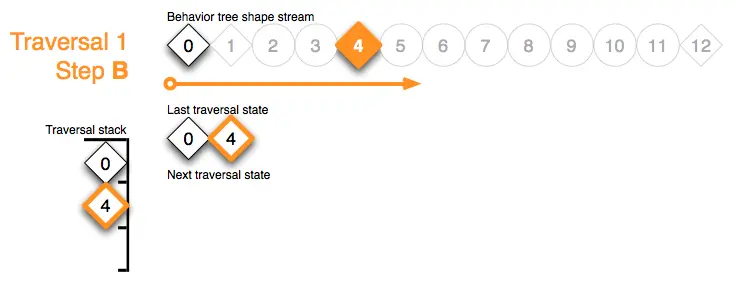 Behavior tree shape stream
Traversal 1
Step B
0 1 2 3 4 5 6 7 8 9 10 11 12
Last traversal state
0 4
Next traversal state
Traversal stack
0
4